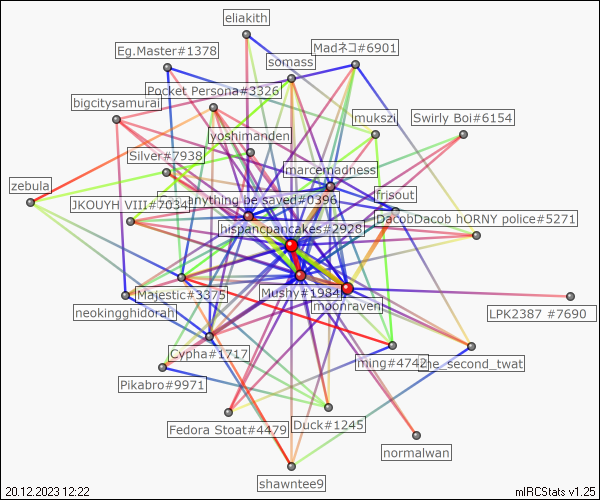 eliakith
Eg.Master#1378
Madネコ#6901
somass
Pocket Persona#3326
bigcitysamurai
mukszi
Swirly Boi#6154
yoshimanden
Silver#7938
marcemadness
zebula
frisout
JKOUYH VIII#7034
anything be saved#0396
DacobDacob hORNY police#5271
hispancpancakes#2928
Majestic#3375
Mushy#1984
moonraven
neokingghidorah
LPK2387 #7690
Cypha#1717
ming#4742
he_second_twat
Pikabro#9971
Fedora Stoat#4479
Duck#1245
normalwan
shawntee9
20.12.2023 12:22
mIRCStats v1.25